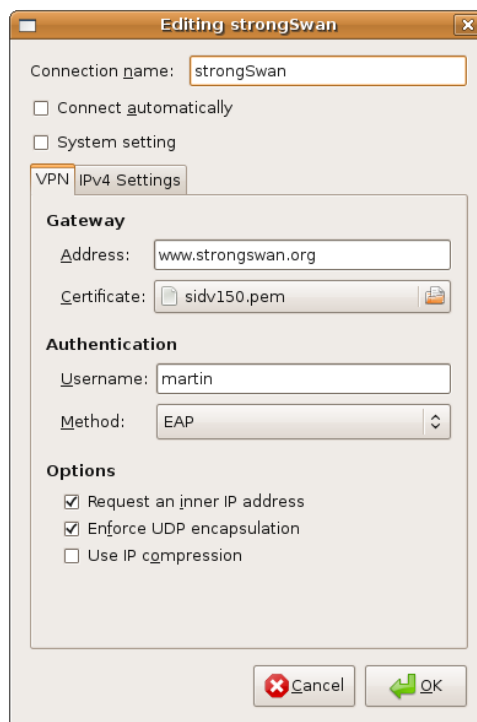 Editing strongSwan
Connection name: strongSwan
Connect automatically
System setting
VPN IPv4 Settings
Gateway
Address: www.strongswan.org
Certificate: sidv150.pem
Authentication
Username: martin
Method: EAP
Options
Request an inner IP address
Enforce UDP encapsulation
Use IP compression
Cancel OK